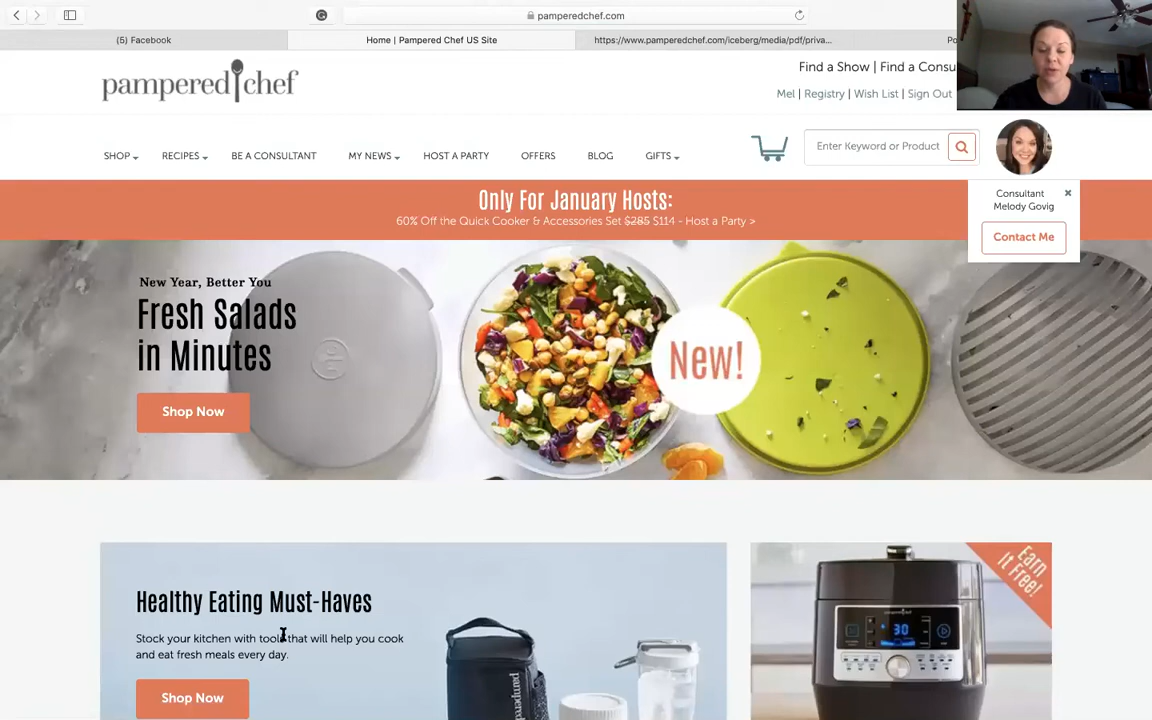 pamperedchef.com
(5) Facebook
Home | Pampered Chef US Site
https://www.pamperedchef.com/iceberg/media/pdf/priva...
pampered chef
Find a Show | Find a Consu
Mel | Registry | Wish List | Sign Out
SHOP
RECIPES
BE A CONSULTANT
MY NEWS
HOST A PARTY
OFFERS
BLOG
GIFTS
Enter Keyword or Product
Only For January Hosts:
60% Off the Quick Cooker & Accessories Set $285 $114 - Host a Party >
Consultant
Melody Govig
Contact Me
New Year, Better You
Fresh Salads
in Minutes
Shop Now
New!
Healthy Eating Must-Haves
Stock your kitchen with tools that will help you cook
and eat fresh meals every day.
Shop Now
pampered
Earn
It Free!
30